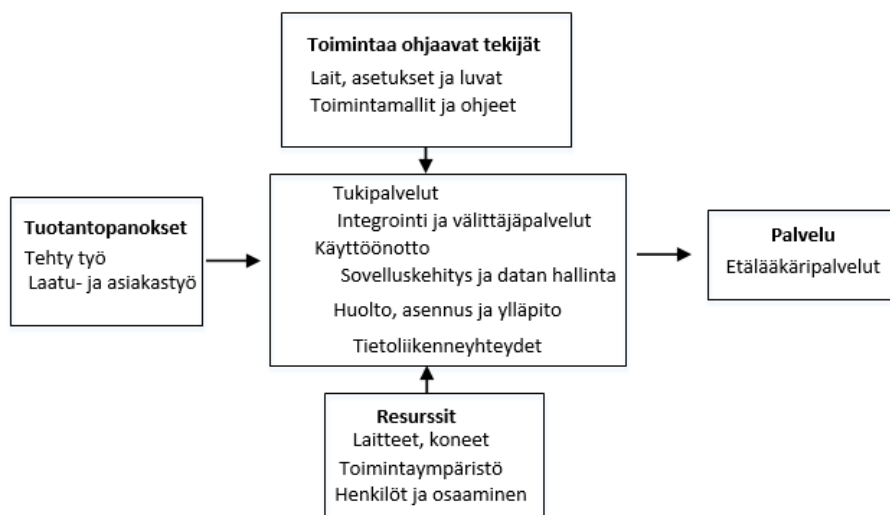 Toimintaa ohjaavat tekijät
Lait, asetukset ja luvat
Toimintamallit ja ohjeet
Tuotantopanokset
Tehty työ
Laatu- ja asiakastyö
Tukipalvelut
Integrointi ja välittäjäpalvelut
Käyttöönotto
Sovelluskehitys ja datan hallinta
Huolto, asennus ja ylläpito
Tietoliikenneyhteydet
Palvelu
Etälääkäripalvelut
Resurssit
Laitteet, koneet
Toimintaympäristö
Henkilöt ja osaaminen